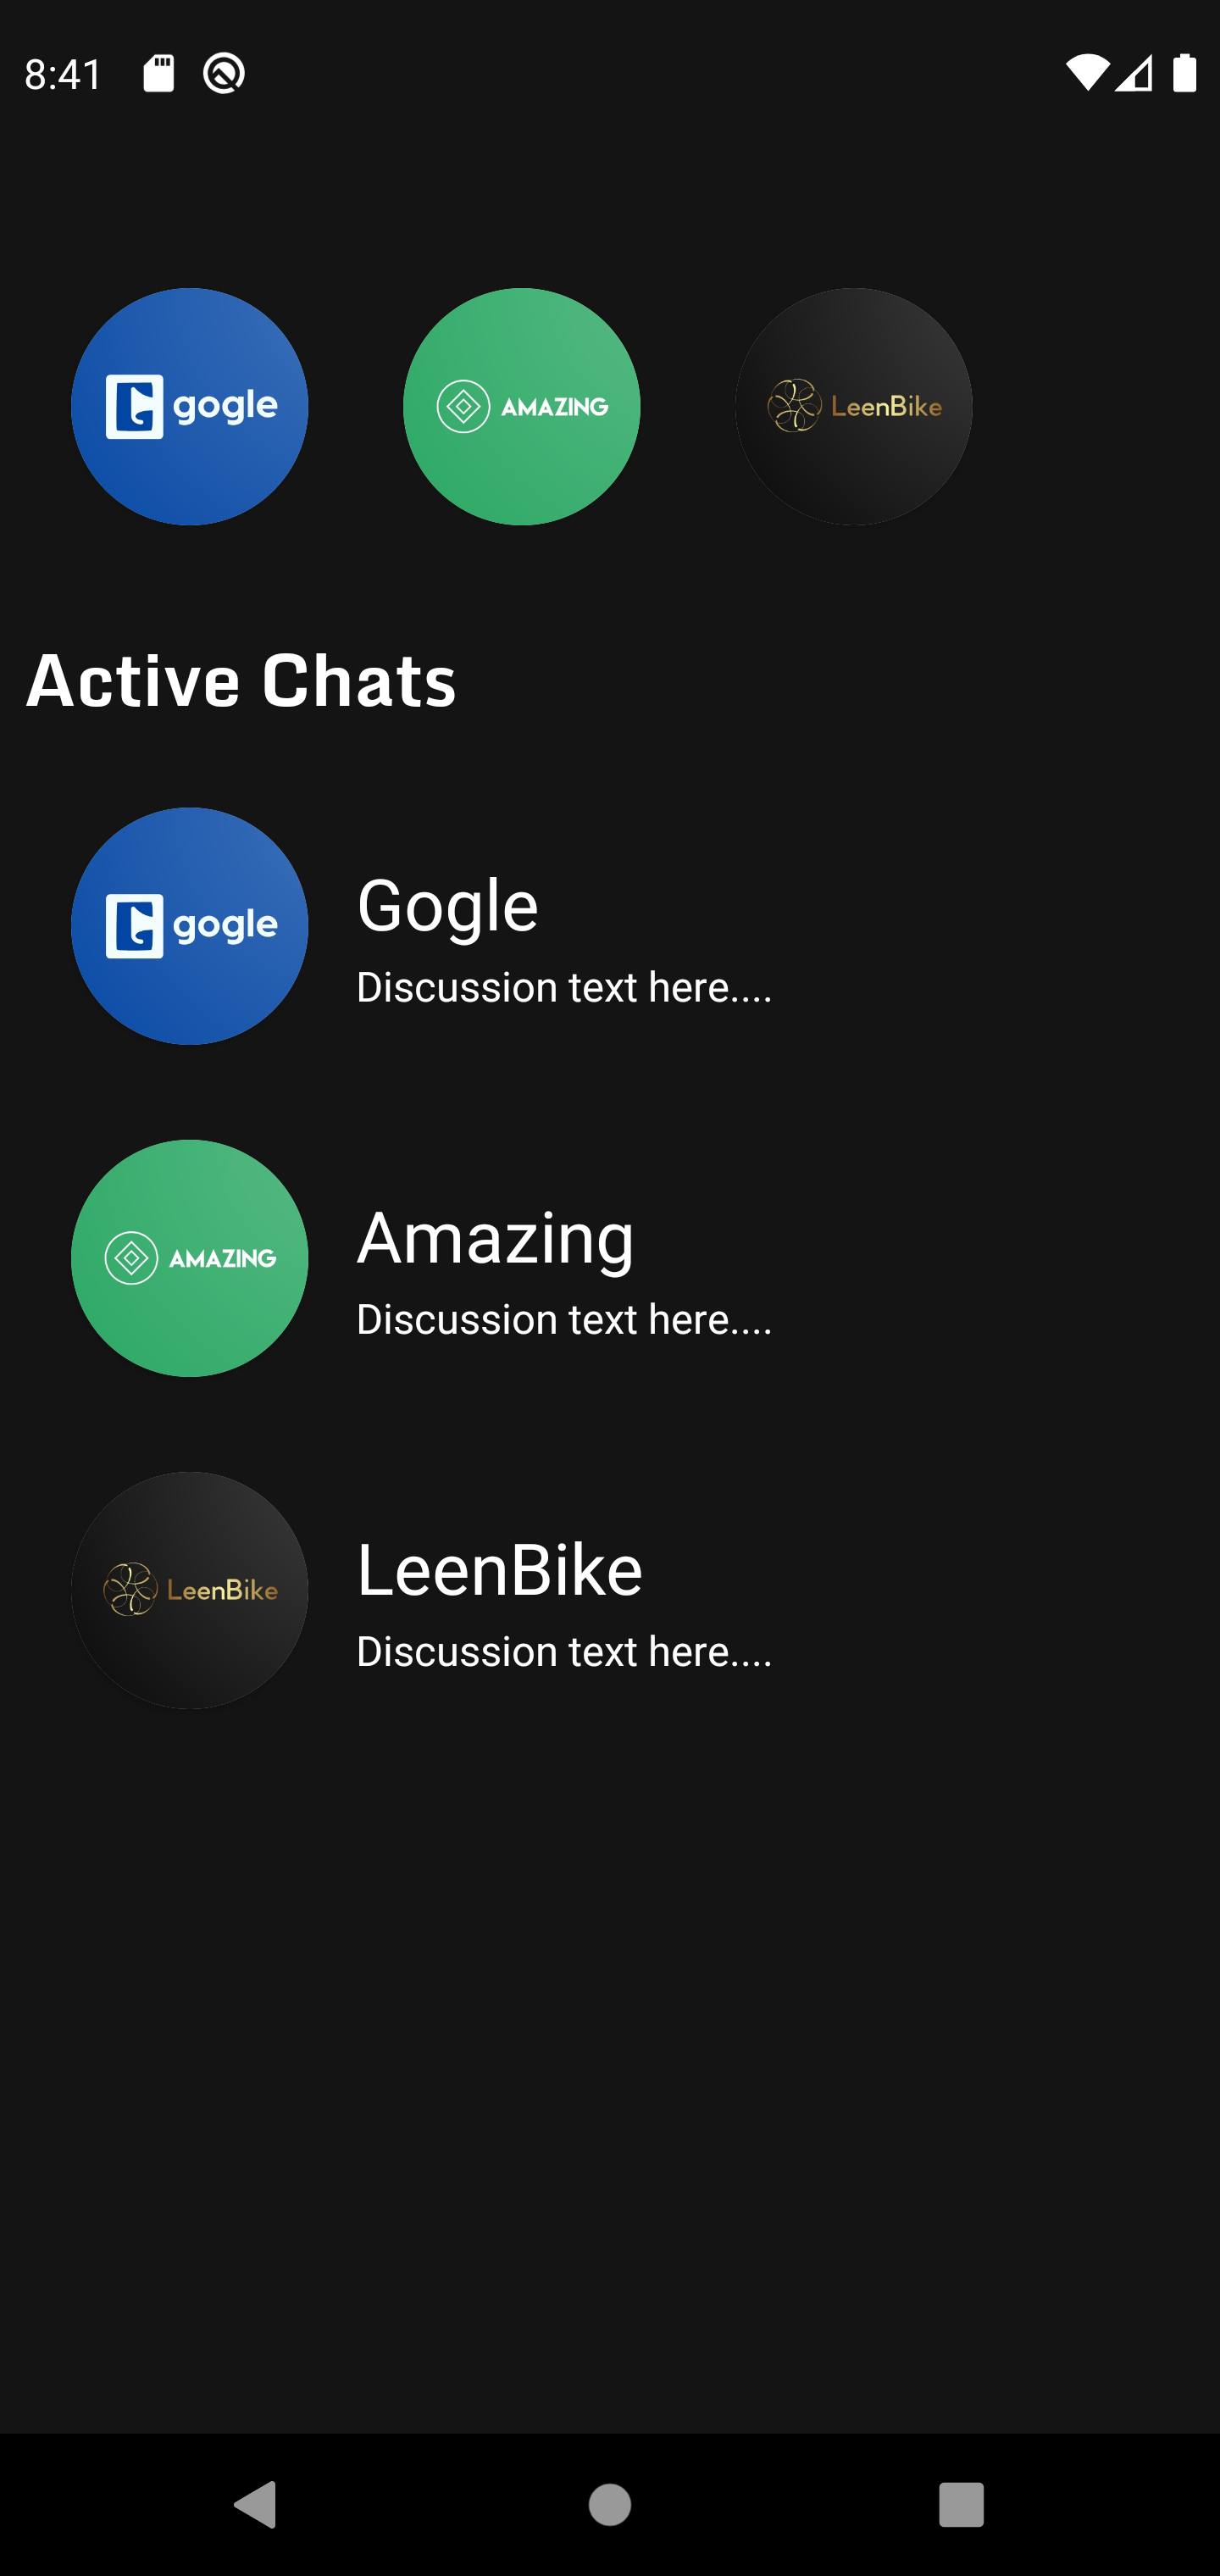 8:41
gogle
AMAZING
LeenBike
Active Chats
gogle
Gogle
Discussion text here....
AMAZING
Amazing
Discussion text here....
LeenBike
LeenBike
Discussion text here....